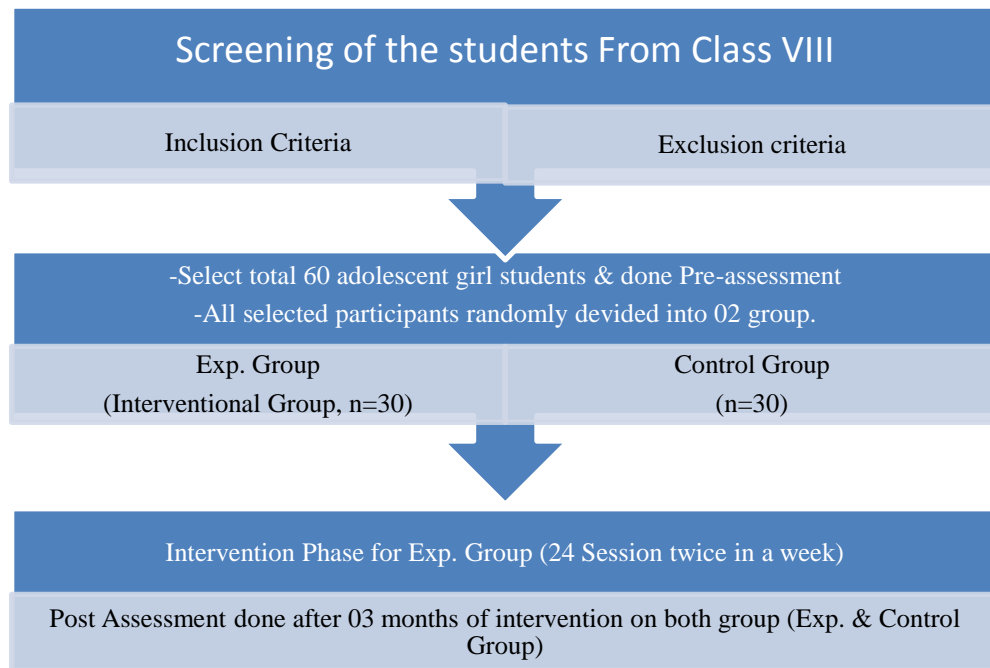 Screening of the students From Class VIII
Inclusion Criteria
Exclusion criteria
-Select total 60 adolescent girl students & done Pre-assessment
-All selected participants randomly devided into 02 group.
Exp. Group
(Interventional Group, n=30)
Control Group
(n=30)
Intervention Phase for Exp. Group (24 Session twice in a week)
Post Assessment done after 03 months of intervention on both group (Exp. & Control
Group)